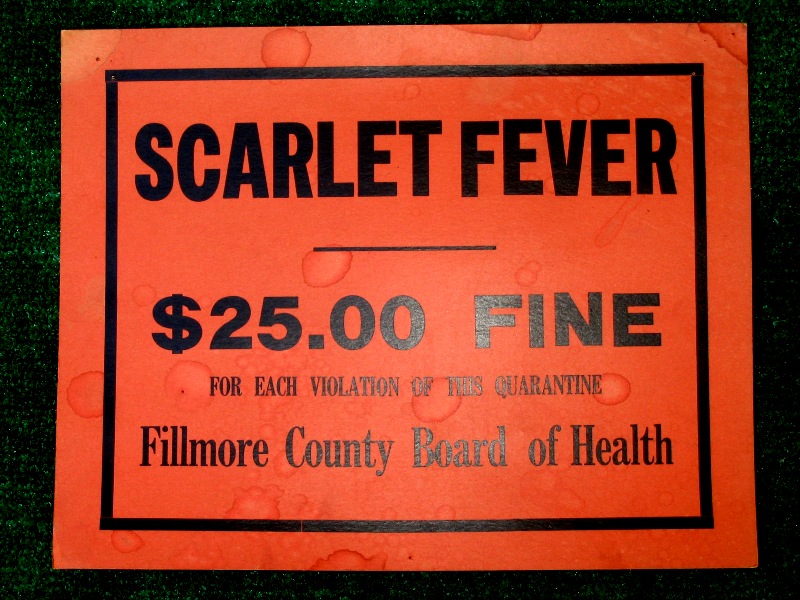 SCARLET FEVER
$25.00 FINE
FOR EACH VIOLATION OF THIS QUARANTINE
Fillmore County Board of Health